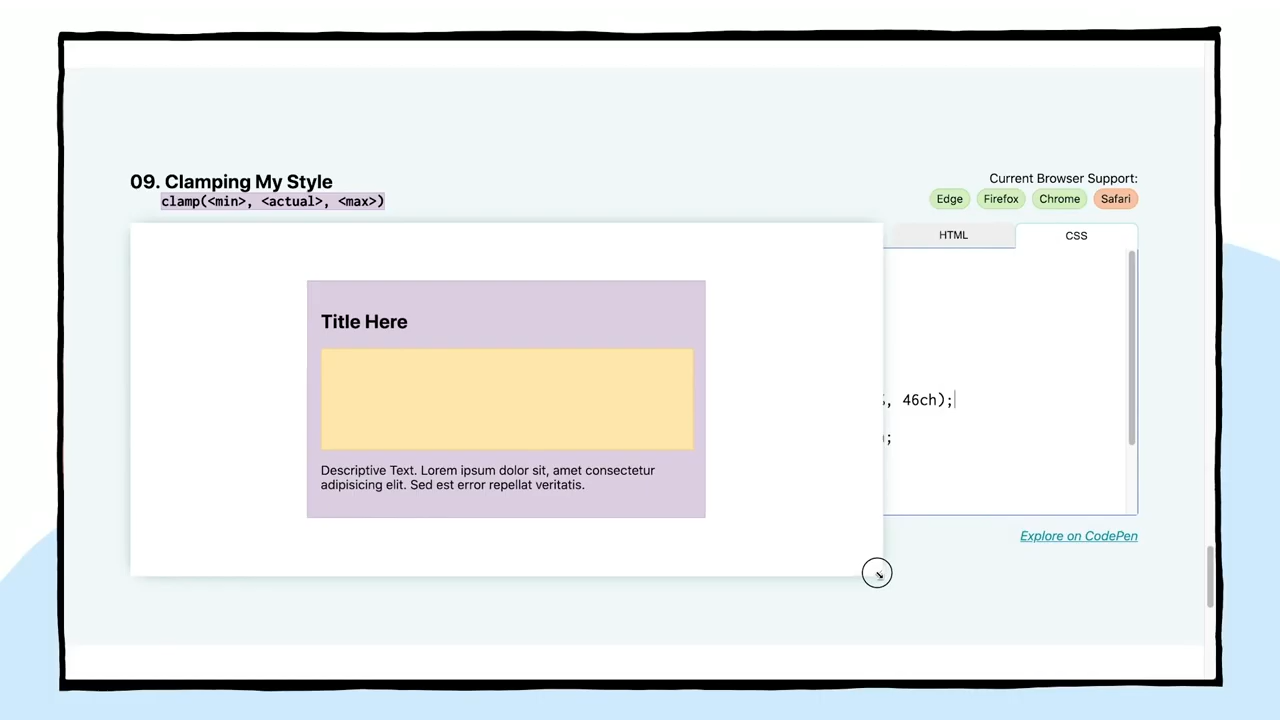 09. Clamping My Style
clamp(<min>, <actual>, <max>)
Current Browser Support:
Edge Firefox Chrome Safari
HTML CSS
Title Here
, 46ch);
;
Descriptive Text. Lorem ipsum dolor sit, amet consectetur
adipisicing elit. Sed est error repellat veritatis.
Explore on CodePen